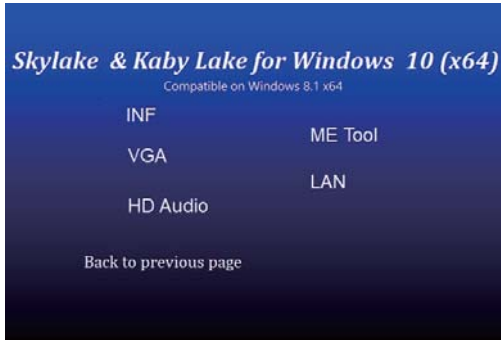 Skylake & Kaby Lake for Windows 10 (x64)
Compatible on Windows 8.1 x64
INF
ME Tool
VGA
LAN
HD Audio
Back to previous page